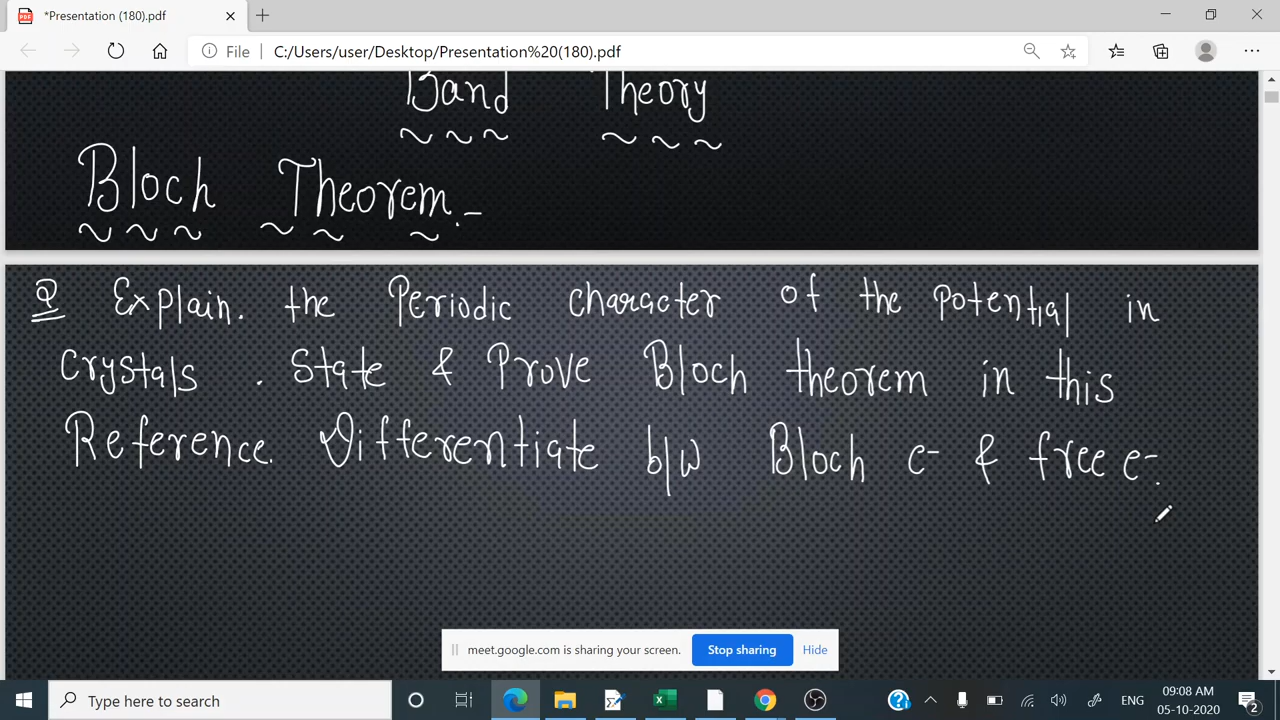 *Presentation (180).pdf
File C:/Users/user/Desktop/Presentation%20(180).pdf
Band Theory
Bloch Theorem:-
Q Explain. the Periodic character of the potential in
Crystals. State & Prove Bloch theorem in this
Reference. Differentiate b/w Bloch e- & free e-.
meet.google.com is sharing your screen. Stop sharing Hide
Type here to search
ENG
09:08 AM
05-10-2020
2